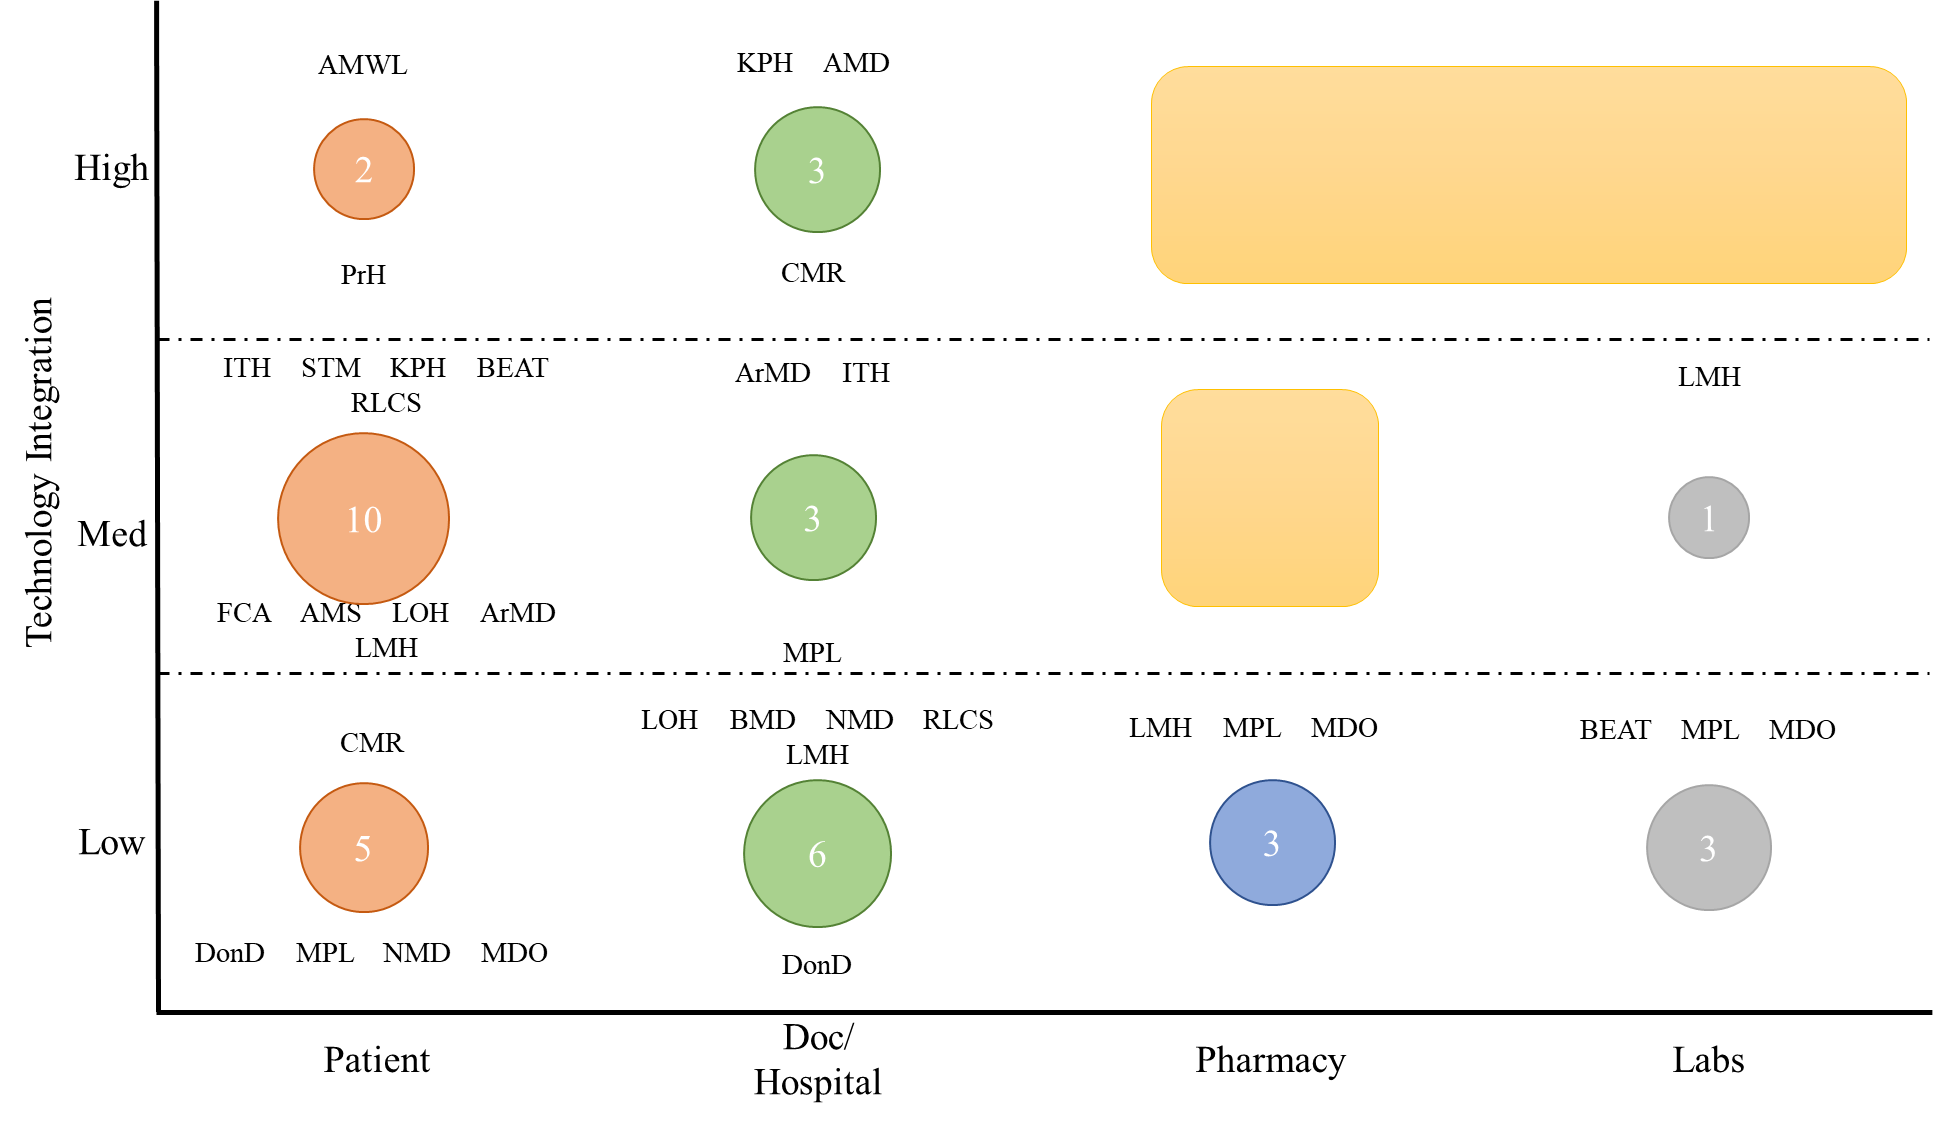 AMWL
KPH AMD
High
2
3
PrH
CMR
Technology Integration
ITH STM KPH BEAT
RLCS
ArMD ITH
LMH
Med
10
3
1
FCA AMS LOH ArMD
LMH
MPL
CMR
LOH BMD NMD RLCS
LMH
LMH MPL MDO
BEAT MPL MDO
Low
5
6
3
3
DonD MPL NMD MDO
DonD
Patient
Doc/
Hospital
Pharmacy
Labs